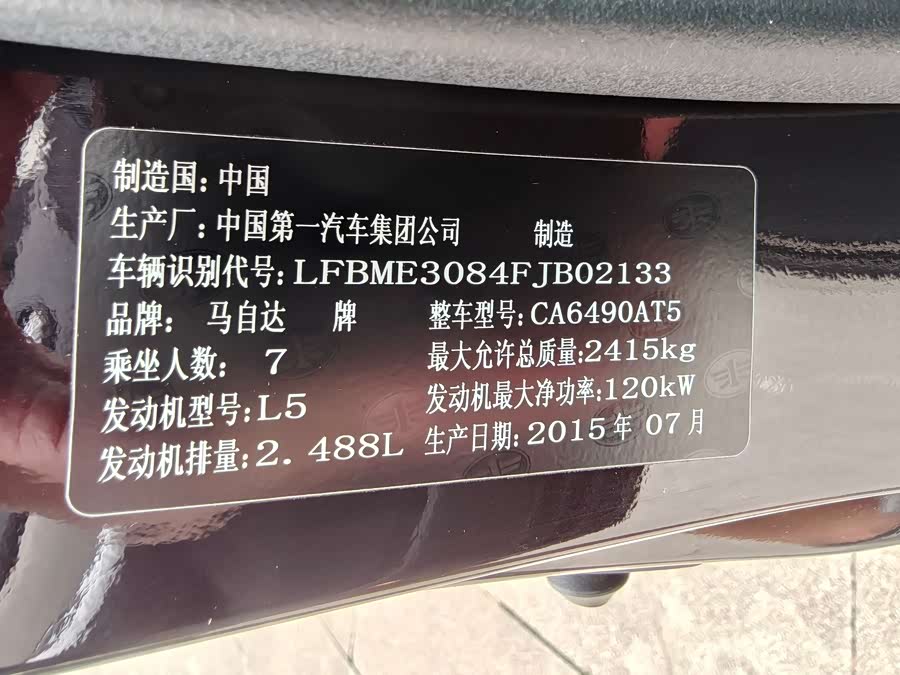 制造国：中国
生产厂：中国第一汽车集团公司 制造
车辆识别代号：LFBME3084FJB02133
品牌： 马自达 牌 整车型号：CA6490AT5
乘坐人数： 7 最大允许总质量：2415kg
发动机型号：L5 发动机最大净功率：120kW
发动机排量：2.488L 生产日期：2015年07月